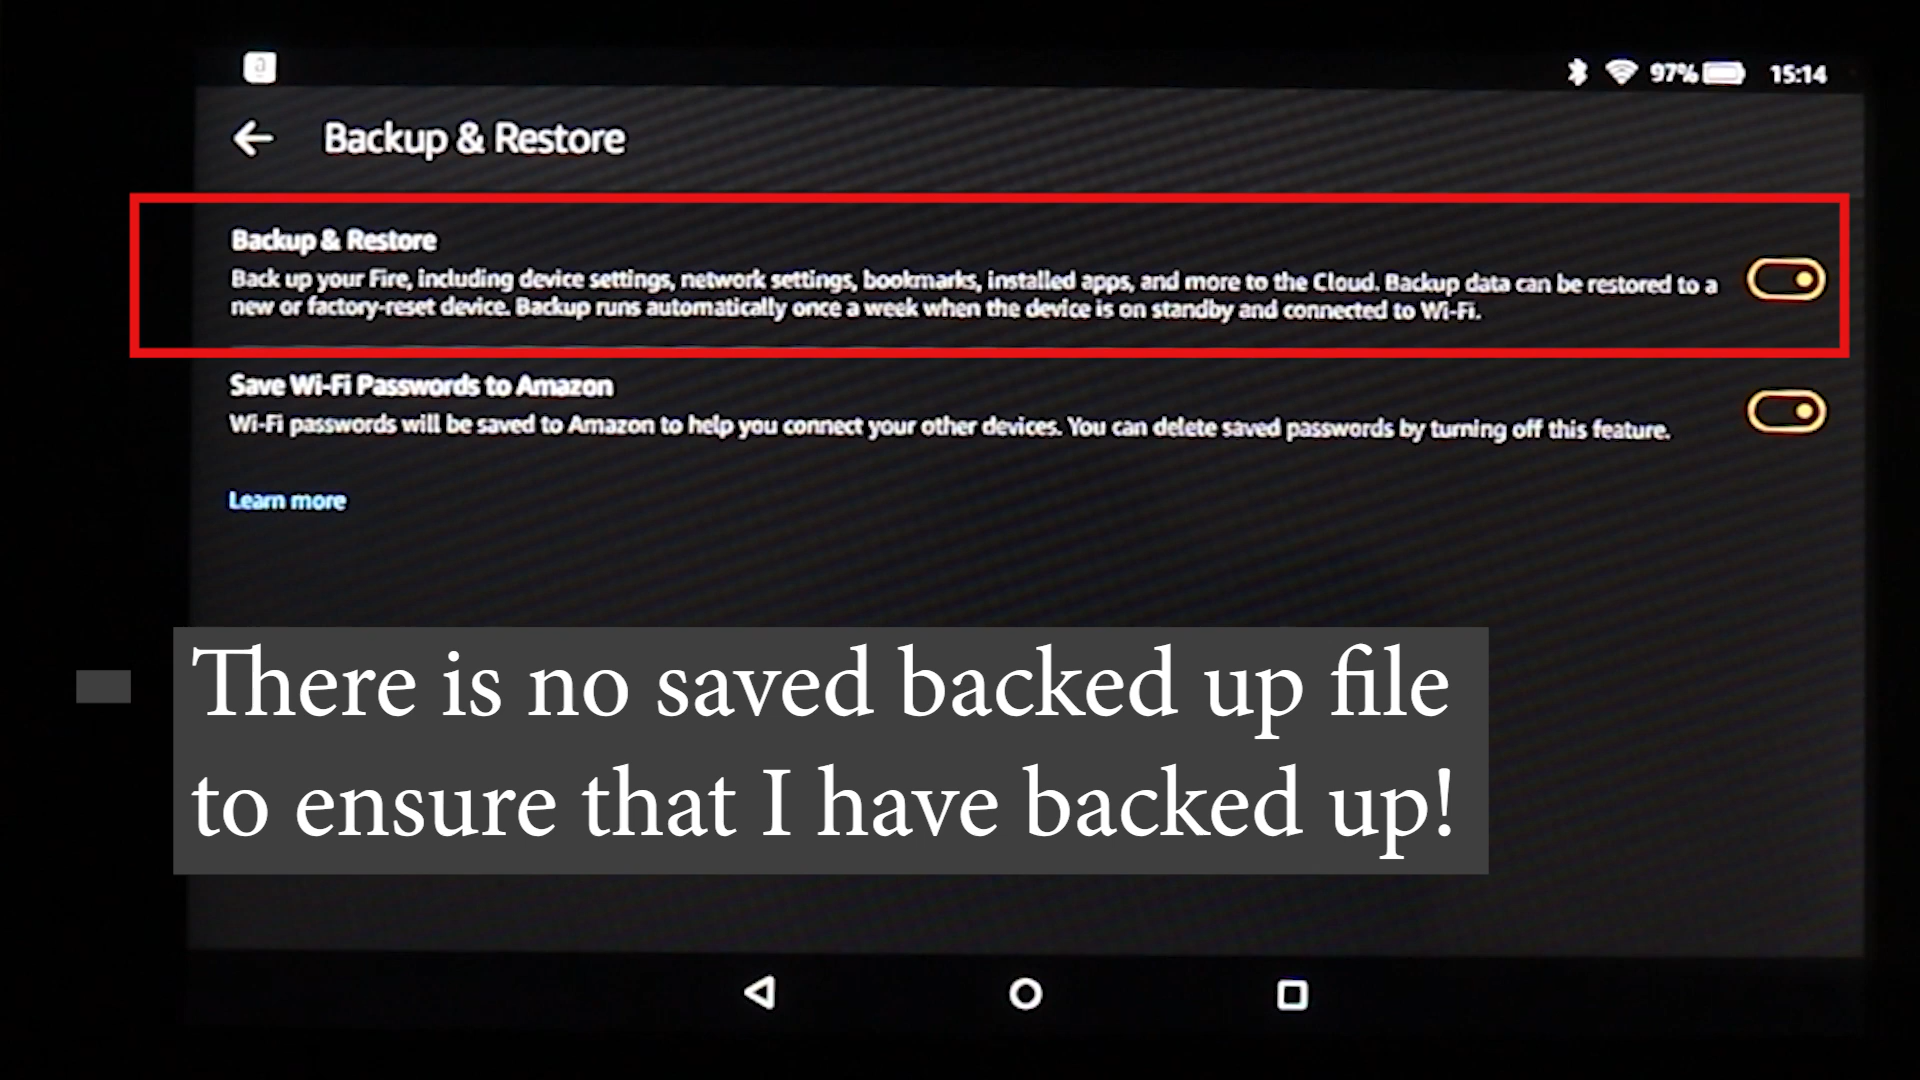 a
97%
15:14
Backup & Restore
Backup & Restore
Back up your Fire, including device settings, network settings, bookmarks, installed apps, and more to the Cloud. Backup data can be restored to a
new or factory-reset device. Backup runs automatically once a week when the device is on standby and connected to Wi-Fi.
Save Wi-Fi Passwords to Amazon
Wi-Fi passwords will be saved to Amazon to help you connect your other devices. You can delete saved passwords by turning off this feature.
Learn more
There is no saved backed up file
to ensure that I have backed up!